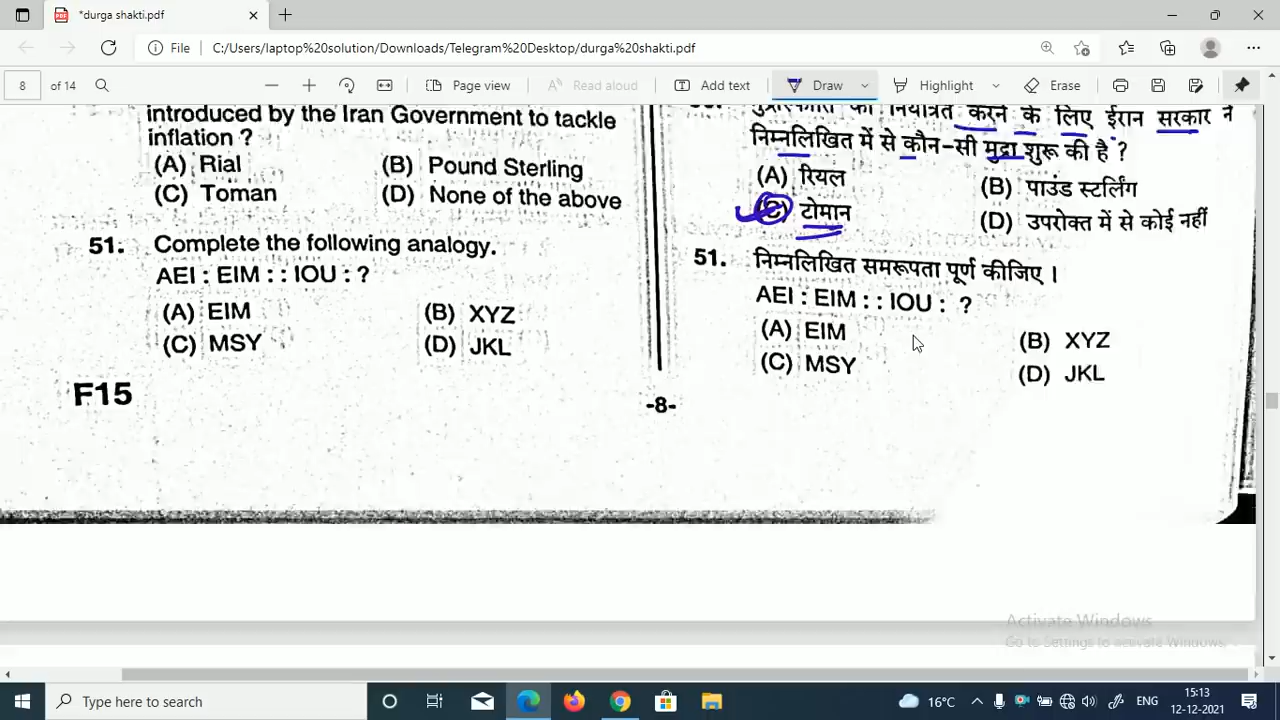 *durga shakti.pdf
File C:/Users/laptop%20solution/Downloads/Telegram%20Desktop/durga%20shakti.pdf
8 of 14 Page view Read aloud Add text Draw Highlight Erase
introduced by the Iran Government to tackle
inflation ?
(A) Rial (B) Pound Sterling
(C) Toman (D) None of the above
51. Complete the following analogy.
AEI : EIM : : IOU : ?
(A) EIM (B) XYZ
(C) MSY (D) JKL
F15
-8-
करने के लिए ईरान सरकार ने
निम्नलिखित में से कौन-सी मुद्रा शुरू की है ?
(A) रियल (B) पाउंड स्टर्लिंग
(C) टोमान (D) उपरोक्त में से कोई नहीं
51. निम्नलिखित समरूपता पूर्ण कीजिए ।
AEI : EIM : : IOU : ?
(A) EIM (B) XYZ
(C) MSY (D) JKL
Activate Windows
Go to Settings to activate Windows.
Type here to search 16°C ENG 15:13
12-12-2021